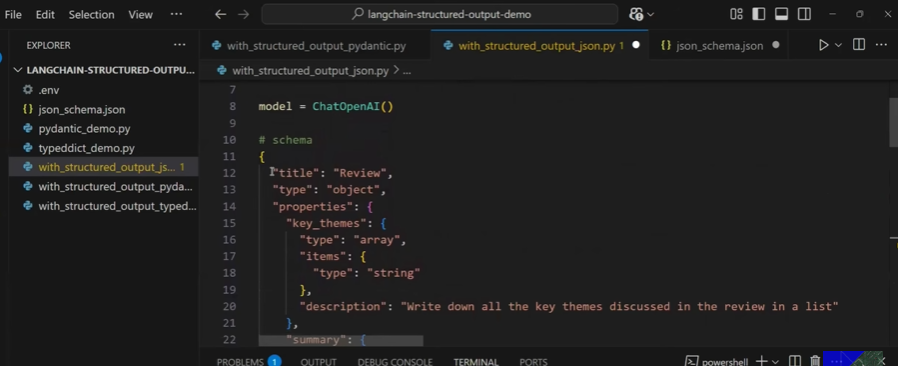 File Edit Selection View ... langchain-structured-output-demo
EXPLORER ...
with_structured_output_pydantic.py
with_structured_output_json.py 1
json_schema.json
LANGCHAIN-STRUCTURED-OUTPU...
with_structured_output_json.py > ...
.env
json_schema.json
pydantic_demo.py
typeddict_demo.py
with_structured_output_js... 1
with_structured_output_pyda...
with_structured_output_typed...
7
8 model = ChatOpenAI()
9
10 # schema
11 {
12 "title": "Review",
13 "type": "object",
14 "properties": {
15 "key_themes": {
16 "type": "array",
17 "items": {
18 "type": "string"
19 },
20 "description": "Write down all the key themes discussed in the review in a list"
21 },
22 "summary": {
PROBLEMS 1 OUTPUT DEBUG CONSOLE TERMINAL PORTS powershell